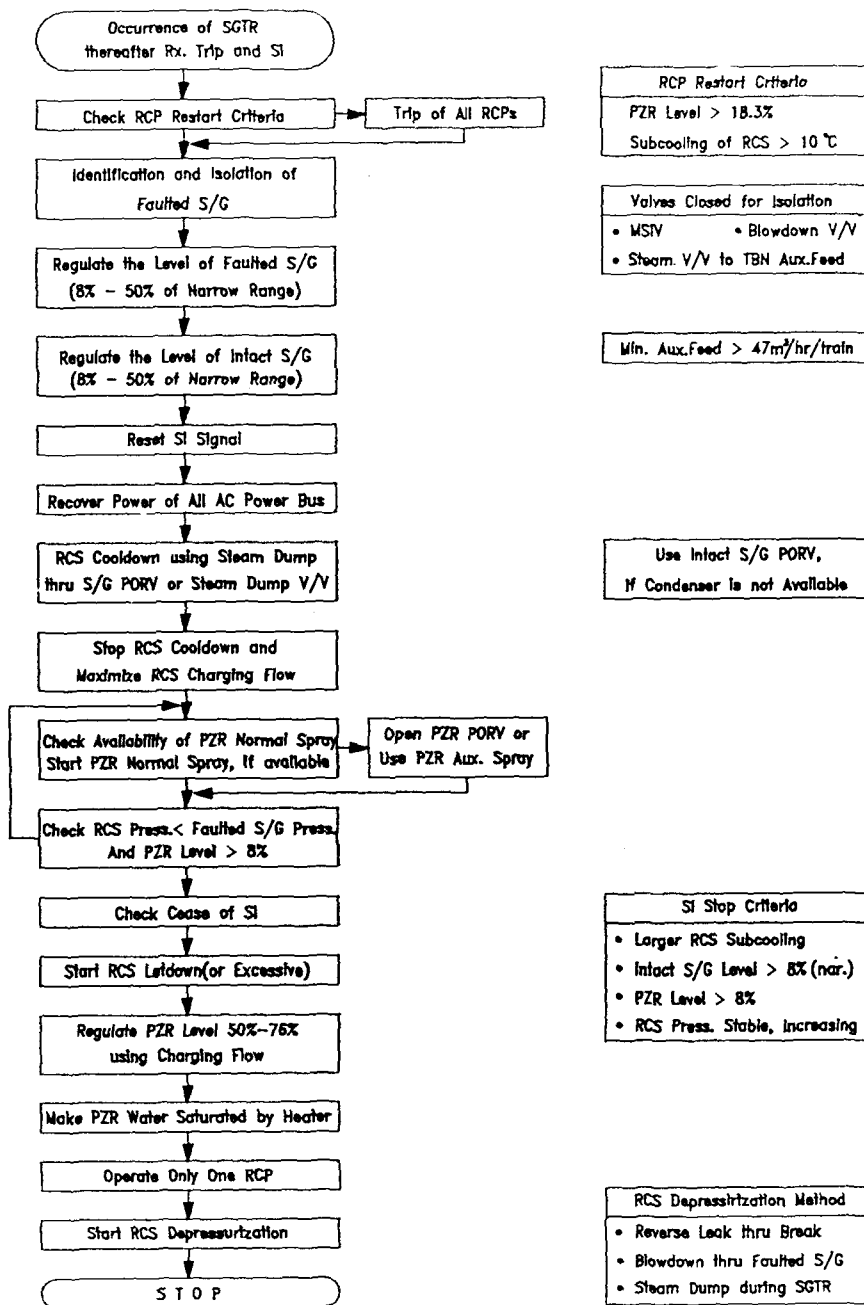 Occurrence of SGTR
thereafter Rx. Trip and SI
Check RCP Restart Criteria
Trip of All RCPs
RCP Restart Criteria
PZR Level > 18.3%
Subcooling of RCS > 10 °C
Identification and Isolation of
Faulted S/G
Valves Closed for Isolation
• MSIV • Blowdown V/V
• Steam. V/V to TBN Aux.Feed
Regulate the Level of Faulted S/G
(8% - 50% of Narrow Range)
Regulate the Level of Intact S/G
(8% - 50% of Narrow Range)
Min. Aux.Feed > 47m³/hr/train
Reset SI Signal
Recover Power of All AC Power Bus
RCS Cooldown using Steam Dump
thru S/G PORV or Steam Dump V/V
Use Intact S/G PORV,
If Condenser is not Available
Stop RCS Cooldown and
Maximize RCS Charging Flow
Check Availability of PZR Normal Spray
Start PZR Normal Spray, If available
Open PZR PORV or
Use PZR Aux. Spray
Check RCS Press.< Faulted S/G Press.
And PZR Level > 8%
Check Cease of SI
SI Stop Criteria
• Larger RCS Subcooling
• Intact S/G Level > 8% (nar.)
• PZR Level > 8%
• RCS Press. Stable, Increasing
Start RCS Letdown(or Excessive)
Regulate PZR Level 50%-76%
using Charging Flow
Make PZR Water Saturated by Heater
Operate Only One RCP
Start RCS Depressurization
RCS Depressirization Method
• Reverse Leak thru Break
• Blowdown thru Faulted S/G
• Steam Dump during SGTR
S T O P